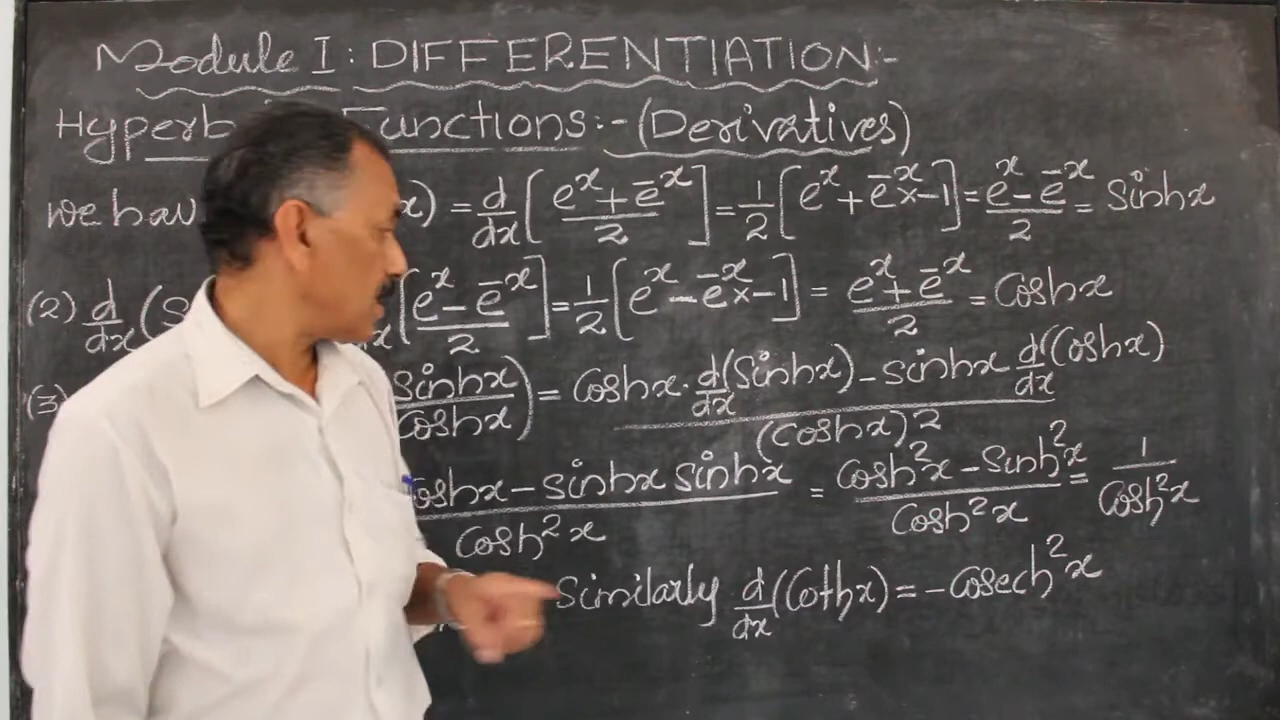 Module I : DIFFERENTIATION:-
Functions:- (Derivatives)
we x) = d/dx [(e^x + e^-x)/2] = 1/2 [e^x + e^-x × -1] = (e^x - e^-x)/2 = Sinhx
(2) d/dx (S [(e^x - e^-x)/2] = 1/2 [e^x - e^-x × -1] = (e^x + e^-x)/2 = Coshx
(3) sinhx/coshx) = (Coshx · d/dx (Sinhx) - sinhx d/dx (Coshx))/(coshx)^2
(oshx - sinhx sinhx)/cosh^2 x = (Cosh^2 x - Sinh^2 x)/Cosh^2 x = 1/Cosh^2 x
Similarly d/dx (Cothx) = -Cosech^2 x